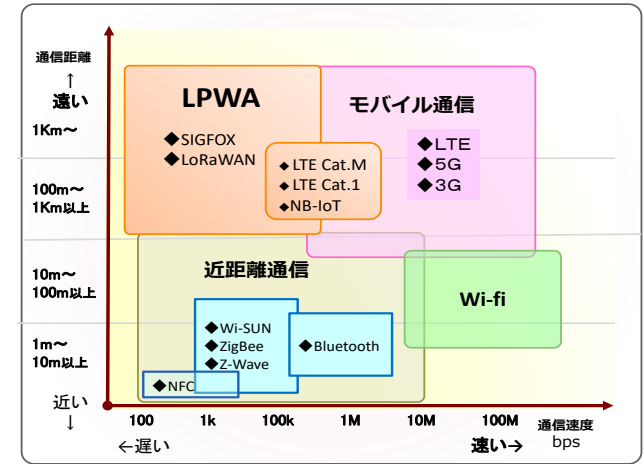 通信距離
↑
遠い
1Km～
100m～
1Km以上
10m～
100m以上
1m～
10m以上
近い
↓
LPWA
◆SIGFOX
◆LoRaWAN
モバイル通信
◆LTE
◆5G
◆3G
◆LTE Cat.M
◆LTE Cat.1
◆NB-IoT
近距離通信
Wi-fi
◆Wi-SUN
◆ZigBee
◆Z-Wave
◆Bluetooth
◆NFC
100 1k 100k 1M 10M 100M 通信速度
bps
←遅い 速い→